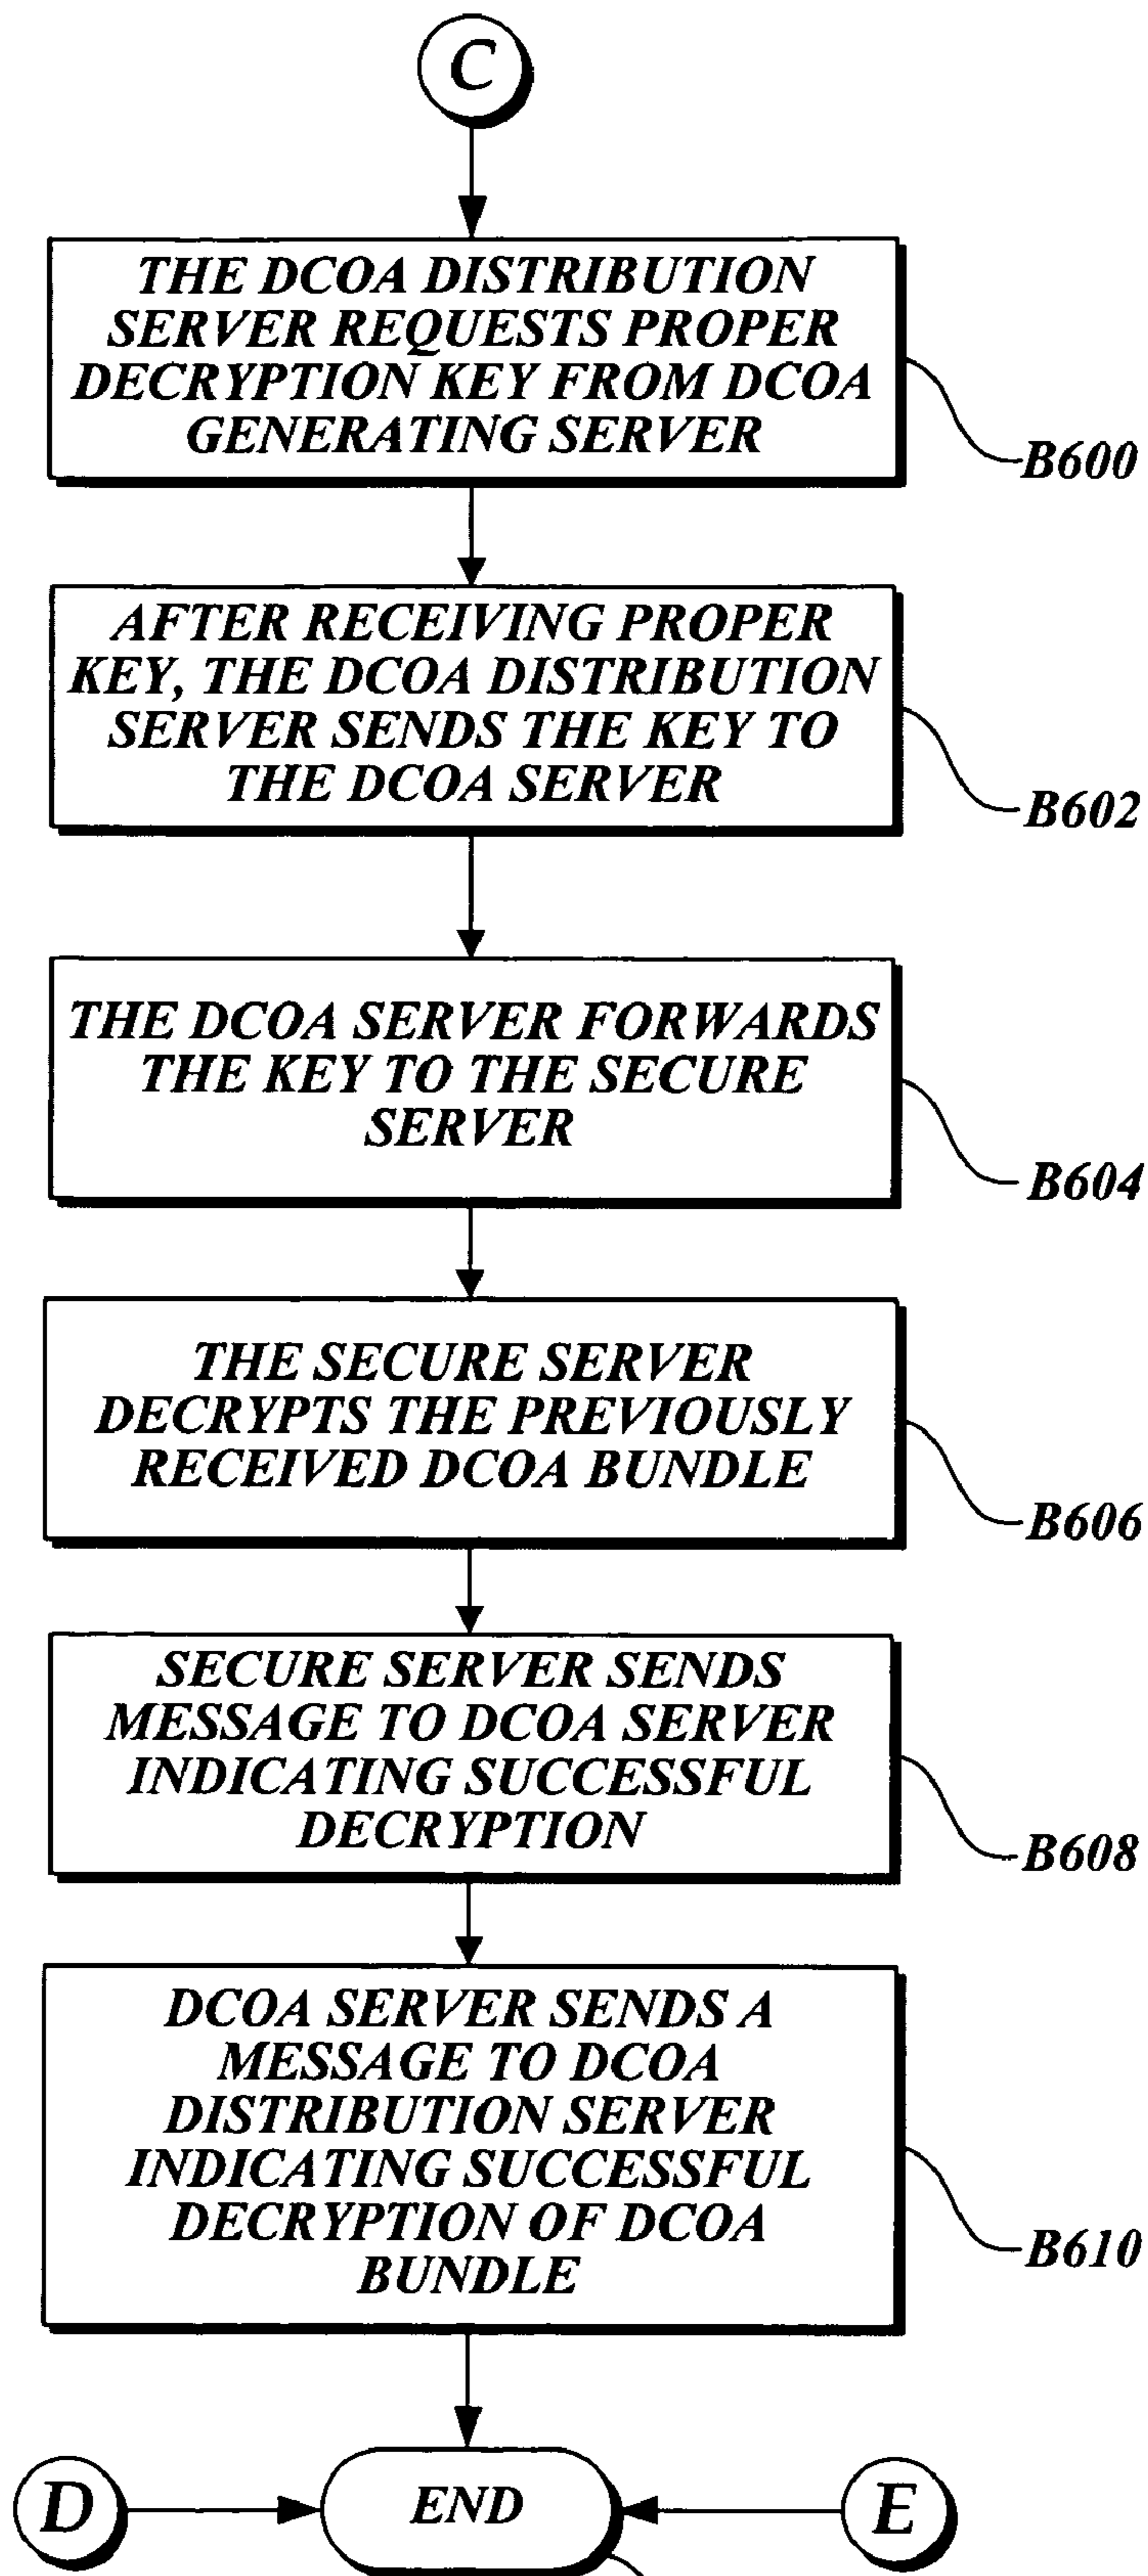 C
THE DCOA DISTRIBUTION
SERVER REQUESTS PROPER
DECRYPTION KEY FROM DCOA
GENERATING SERVER
B600
AFTER RECEIVING PROPER
KEY, THE DCOA DISTRIBUTION
SERVER SENDS THE KEY TO
THE DCOA SERVER
B602
THE DCOA SERVER FORWARDS
THE KEY TO THE SECURE
SERVER
B604
THE SECURE SERVER
DECRYPTS THE PREVIOUSLY
RECEIVED DCOA BUNDLE
B606
SECURE SERVER SENDS
MESSAGE TO DCOA SERVER
INDICATING SUCCESSFUL
DECRYPTION
B608
DCOA SERVER SENDS A
MESSAGE TO DCOA
DISTRIBUTION SERVER
INDICATING SUCCESSFUL
DECRYPTION OF DCOA
BUNDLE
B610
D
END
E